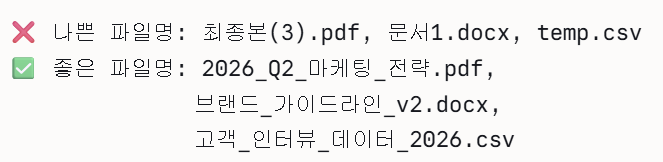 ❌ 나쁜 파일명: 최종본(3).pdf, 문서1.docx, temp.csv
✅ 좋은 파일명: 2026_Q2_마케팅_전략.pdf,
브랜드_가이드라인_v2.docx,
고객_인터뷰_데이터_2026.csv